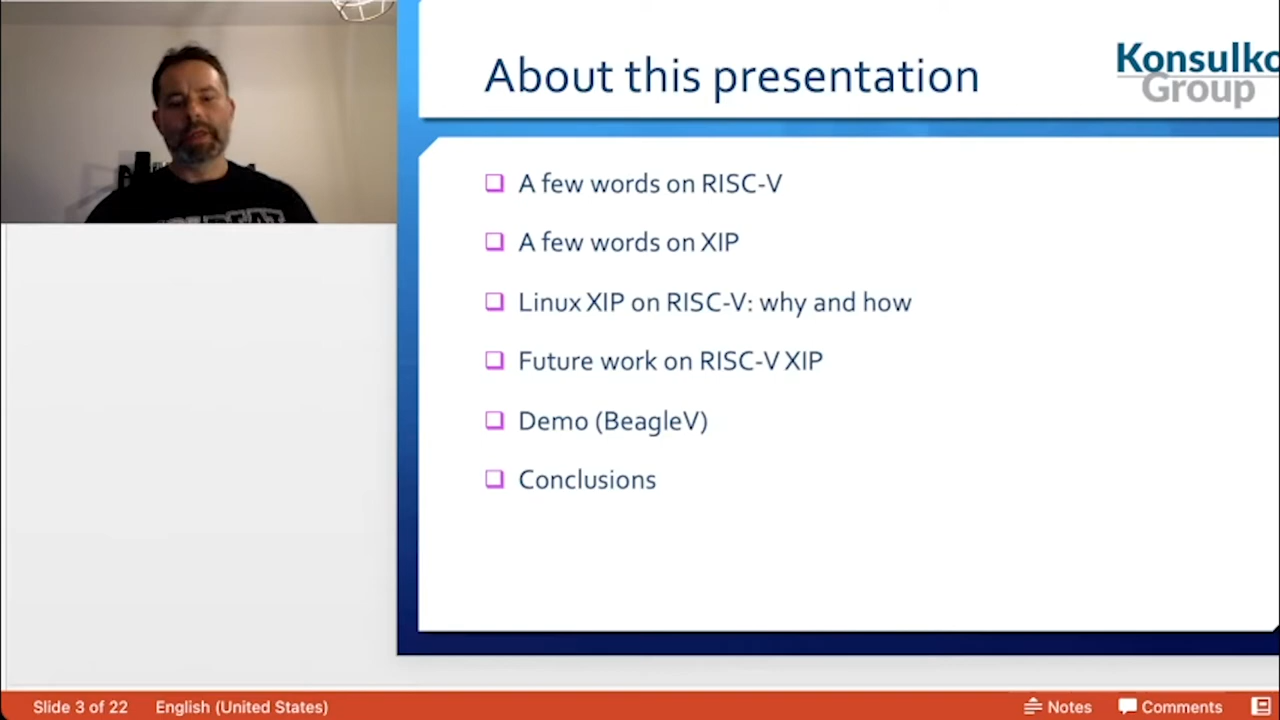 About this presentation
Konsulko
Group
A few words on RISC-V
A few words on XIP
Linux XIP on RISC-V: why and how
Future work on RISC-V XIP
Demo (BeagleV)
Conclusions
Slide 3 of 22
English (United States)
Notes
Comments